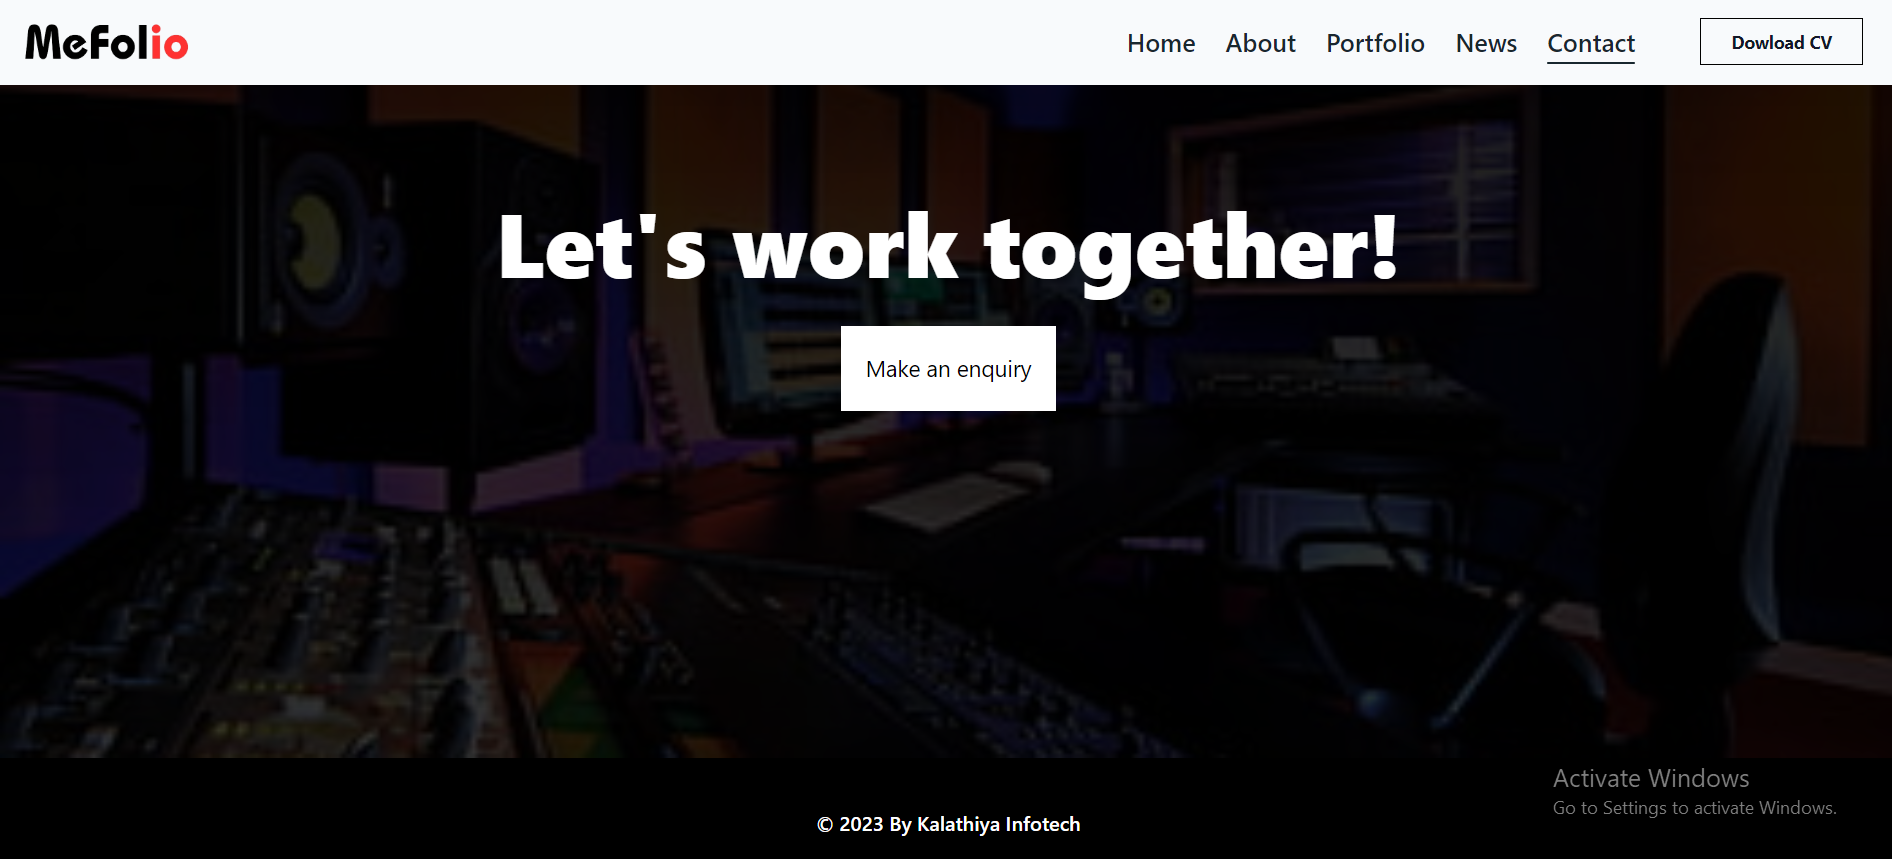 MeFolio
Home About Portfolio News Contact Dowload CV
Let's work together!
Make an enquiry
Activate Windows
Go to Settings to activate Windows.
© 2023 By Kalathiya Infotech